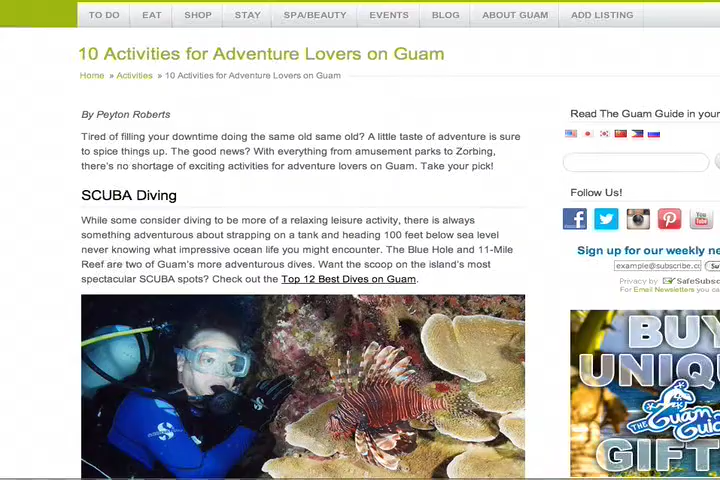 TO DO EAT SHOP STAY SPA/BEAUTY EVENTS BLOG ABOUT GUAM ADD LISTING
10 Activities for Adventure Lovers on Guam
Home » Activities » 10 Activities for Adventure Lovers on Guam
By Peyton Roberts
Tired of filling your downtime doing the same old same old? A little taste of adventure is sure
to spice things up. The good news? With everything from amusement parks to Zorbing,
there's no shortage of exciting activities for adventure lovers on Guam. Take your pick!
SCUBA Diving
While some consider diving to be more of a relaxing leisure activity, there is always
something adventurous about strapping on a tank and heading 100 feet below sea level
never knowing what impressive ocean life you might encounter. The Blue Hole and 11-Mile
Reef are two of Guam's more adventurous dives. Want the scoop on the island's most
spectacular SCUBA spots? Check out the Top 12 Best Dives on Guam.
Read The Guam Guide in your
Follow Us!
You
Tube
Sign up for our weekly ne
example@subscribe.cc Su
Privacy by SafeSubsc
For Email Newsletters you ca
BUY
UNIQU
THE
Guam
Guid
GIFT